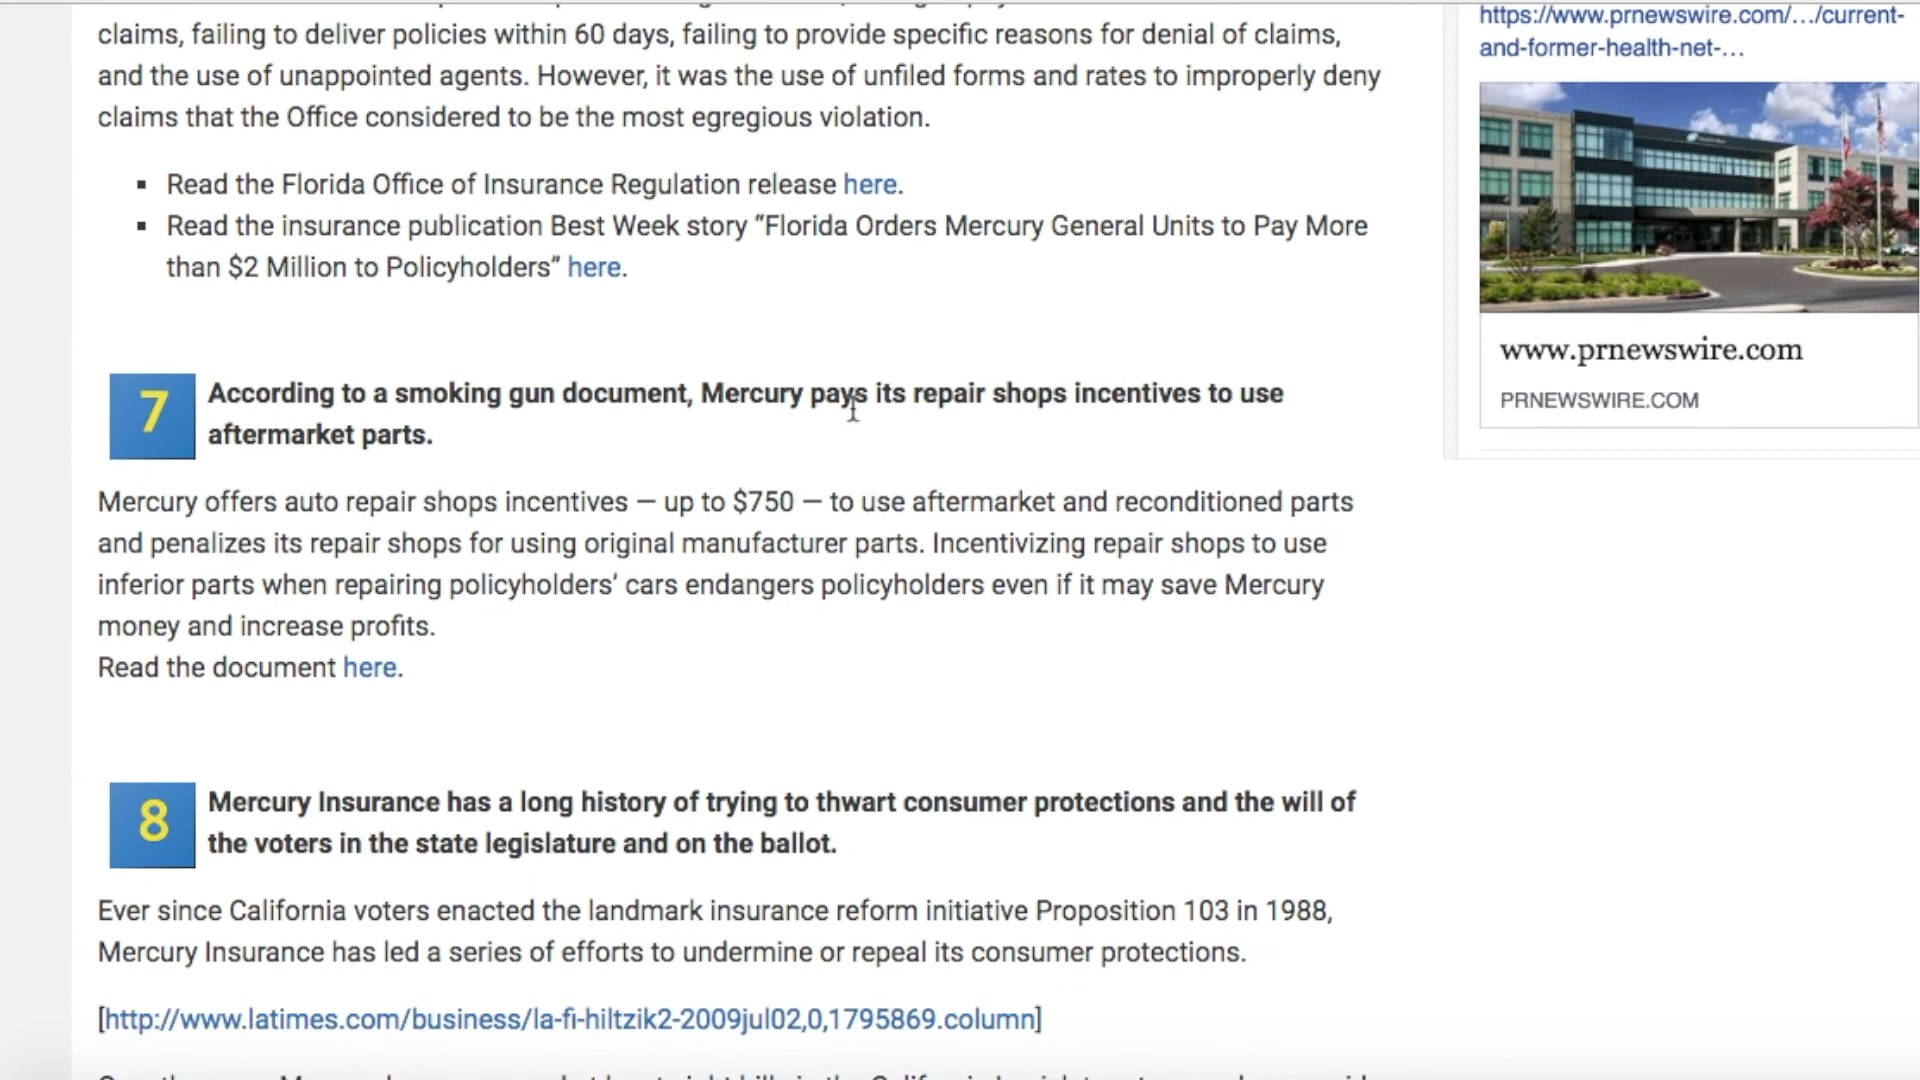 claims, failing to deliver policies within 60 days, failing to provide specific reasons for denial of claims,
and the use of unappointed agents. However, it was the use of unfiled forms and rates to improperly deny
claims that the Office considered to be the most egregious violation.
▪ Read the Florida Office of Insurance Regulation release here.
▪ Read the insurance publication Best Week story “Florida Orders Mercury General Units to Pay More
than $2 Million to Policyholders” here.
7
According to a smoking gun document, Mercury pays its repair shops incentives to use
aftermarket parts.
Mercury offers auto repair shops incentives — up to $750 — to use aftermarket and reconditioned parts
and penalizes its repair shops for using original manufacturer parts. Incentivizing repair shops to use
inferior parts when repairing policyholders’ cars endangers policyholders even if it may save Mercury
money and increase profits.
Read the document here.
8
Mercury Insurance has a long history of trying to thwart consumer protections and the will of
the voters in the state legislature and on the ballot.
Ever since California voters enacted the landmark insurance reform initiative Proposition 103 in 1988,
Mercury Insurance has led a series of efforts to undermine or repeal its consumer protections.
[http://www.latimes.com/business/la-fi-hiltzik2-2009jul02,0,1795869.column]
https://www.prnewswire.com/…/current-
and-former-health-net-…
www.prnewswire.com
PRNEWSWIRE.COM